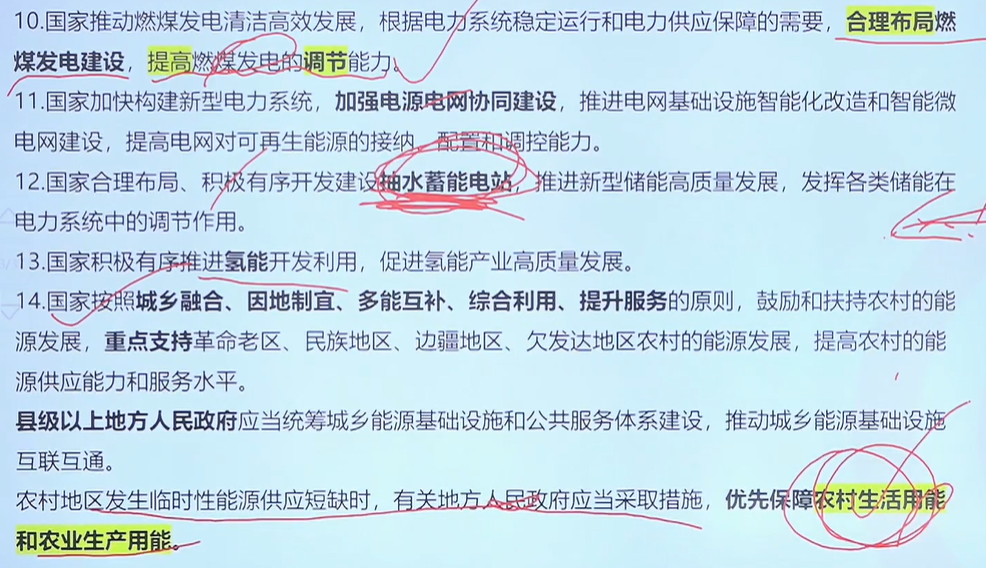 10.国家推动燃煤发电清洁高效发展，根据电力系统稳定运行和电力供应保障的需要，合理布局燃
煤发电建设，提高燃煤发电的调节能力。
11.国家加快构建新型电力系统，加强电源电网协同建设，推进电网基础设施智能化改造和智能微
电网建设，提高电网对可再生能源的接纳、配置和调控能力。
12.国家合理布局、积极有序开发建设抽水蓄能电站，推进新型储能高质量发展，发挥各类储能在
电力系统中的调节作用。
13.国家积极有序推进氢能开发利用，促进氢能产业高质量发展。
14.国家按照城乡融合、因地制宜、多能互补、综合利用、提升服务的原则，鼓励和扶持农村的能
源发展，重点支持革命老区、民族地区、边疆地区、欠发达地区农村的能源发展，提高农村的能
源供应能力和服务水平。
县级以上地方人民政府应当统筹城乡能源基础设施和公共服务体系建设，推动城乡能源基础设施
互联互通。
农村地区发生临时性能源供应短缺时，有关地方人民政府应当采取措施，优先保障农村生活用能
和农业生产用能。